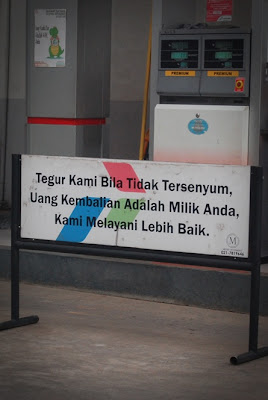 PREMIUM PREMIUM
Tegur Kami Bila Tidak Tersenyum,
Uang Kembalian Adalah Milik Anda,
Kami Melayani Lebih Baik.
M